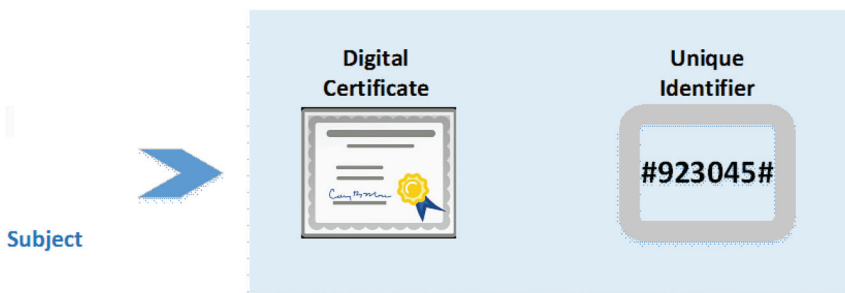 Digital
Certificate
Unique
Identifier
#923045#
Subject